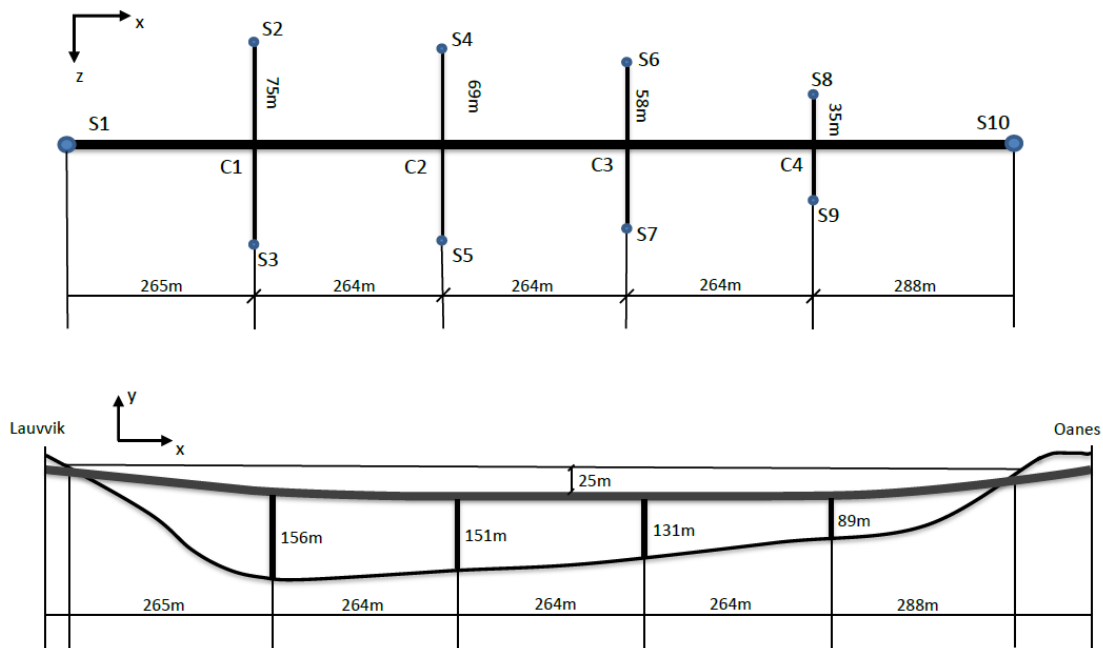 x
z
S2
S4
S6
S8
75m
69m
58m
35m
S1
S10
C1
C2
C3
C4
S3
S5
S7
S9
265m
264m
264m
264m
288m
y
x
Lauvvik
Oanes
25m
156m
151m
131m
89m
265m
264m
264m
264m
288m